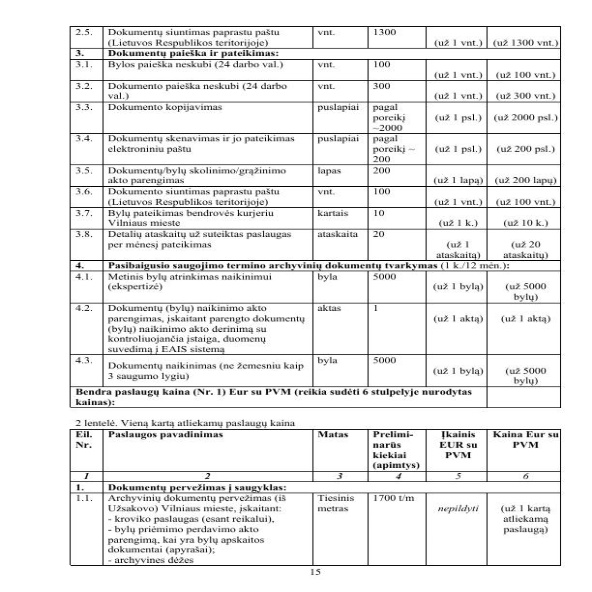 2.5. Dokumentų siuntimas paprastu paštu vnt. 1300
(Lietuvos Respublikos teritorijoje) (už 1 vnt.) (už 1300 vnt.)
3. Dokumentų paieška ir pateikimas:
3.1. Bylos paieška neskubi (24 darbo val.) vnt. 100
(už 1 vnt.) (už 100 vnt.)
3.2. Dokumento paieška neskubi (24 darbo vnt. 300
val.) (už 1 vnt.) (už 300 vnt.)
3.3. Dokumento kopijavimas puslapiai pagal
poreikį (už 1 psl.) (už 2000 psl.)
~2000
3.4. Dokumentų skenavimas ir jo pateikimas puslapiai pagal
elektroniniu paštu poreikį ~ (už 1 psl.) (už 200 psl.)
200
3.5. Dokumentų/bylų skolinimo/grąžinimo lapas 200
akto parengimas (už 1 lapą) (už 200 lapų)
3.6. Dokumento siuntimas paprastu paštu vnt. 100
(Lietuvos Respublikos teritorijoje) (už 1 vnt.) (už 100 vnt.)
3.7. Bylų pateikimas bendrovės kurjeriu kartais 10
Vilniaus mieste (už 1 k.) (už 10 k.)
3.8. Detalių ataskaitų už suteiktas paslaugas ataskaita 20
per mėnesį pateikimas (už 1 (už 20
ataskaitą) ataskaitų)
4. Pasibaigusio saugojimo termino archyvinių dokumentų tvarkymas (1 k./12 mėn.):
4.1. Metinis bylų atrinkimas naikinimui byla 5000
(ekspertizė) (už 1 bylą) (už 5000
bylų)
4.2. Dokumentų (bylų) naikinimo akto aktas 1
parengimas, įskaitant parengto dokumentų (už 1 aktą) (už 1 aktą)
(bylų) naikinimo akto derinimą su
kontroliuojančia įstaiga, duomenų
suvedimą į EAIS sistemą
4.3. byla 5000
Dokumentų naikinimas (ne žemesniu kaip (už 1 bylą) (už 5000
3 saugumo lygiu) bylų)
Bendra paslaugų kaina (Nr. 1) Eur su PVM (reikia sudėti 6 stulpelyje nurodytas
kainas):
2 lentelė. Vieną kartą atliekamų paslaugų kaina
Eil. Paslaugos pavadinimas Matas Prelimi- Įkainis Kaina Eur su
Nr. narūs EUR su PVM
kiekiai PVM
(apimtys)
1 2 3 4 5 6
1. Dokumentų pervežimas į saugyklas:
1.1. Archyvinių dokumentų pervežimas (iš Tiesinis 1700 t/m
Užsakovo) Vilniaus mieste, įskaitant: metras nepildyti (už 1 kartą
- kroviko paslaugas (esant reikalui), atliekamą
- bylų priėmimo perdavimo akto paslaugą)
parengimą, kai yra bylų apskaitos
dokumentai (apyrašai);
- archyvines dėžes
15